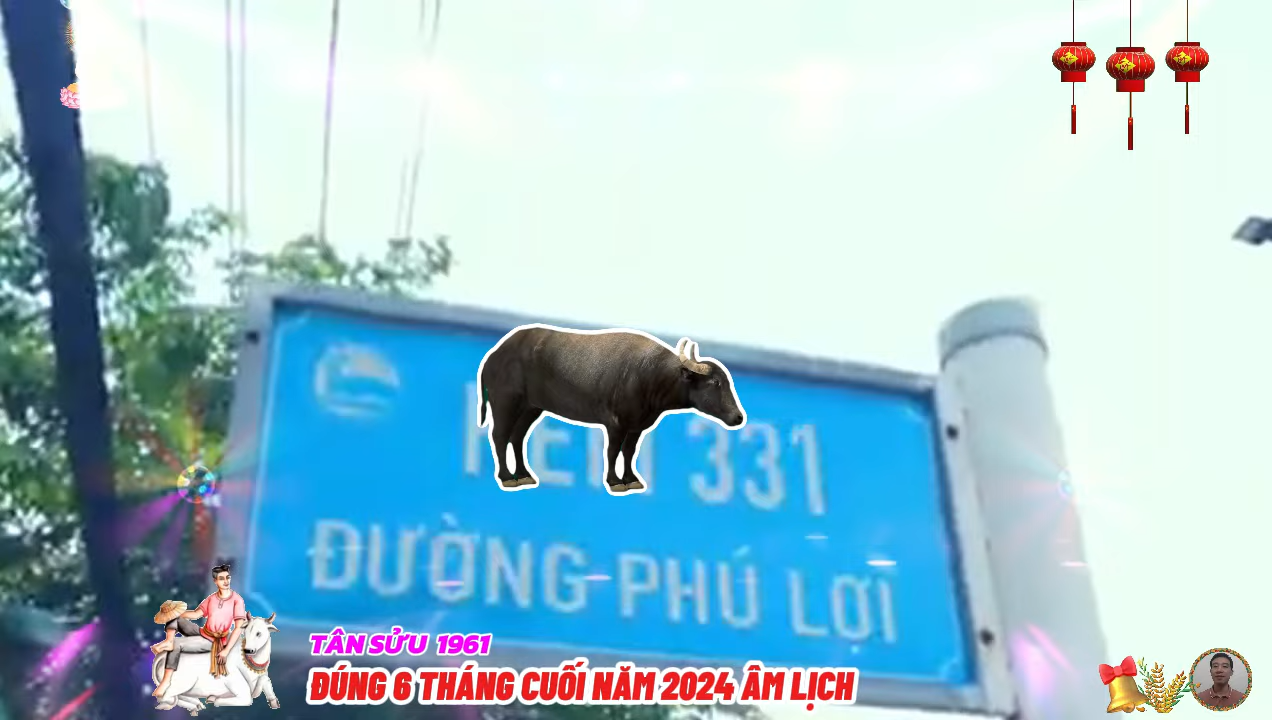 331
ĐƯỜNG PHÚ LỢI
TÂN SỬU 1961
ĐÚNG 6 THÁNG CUỐI NĂM 2024 ÂM LỊCH